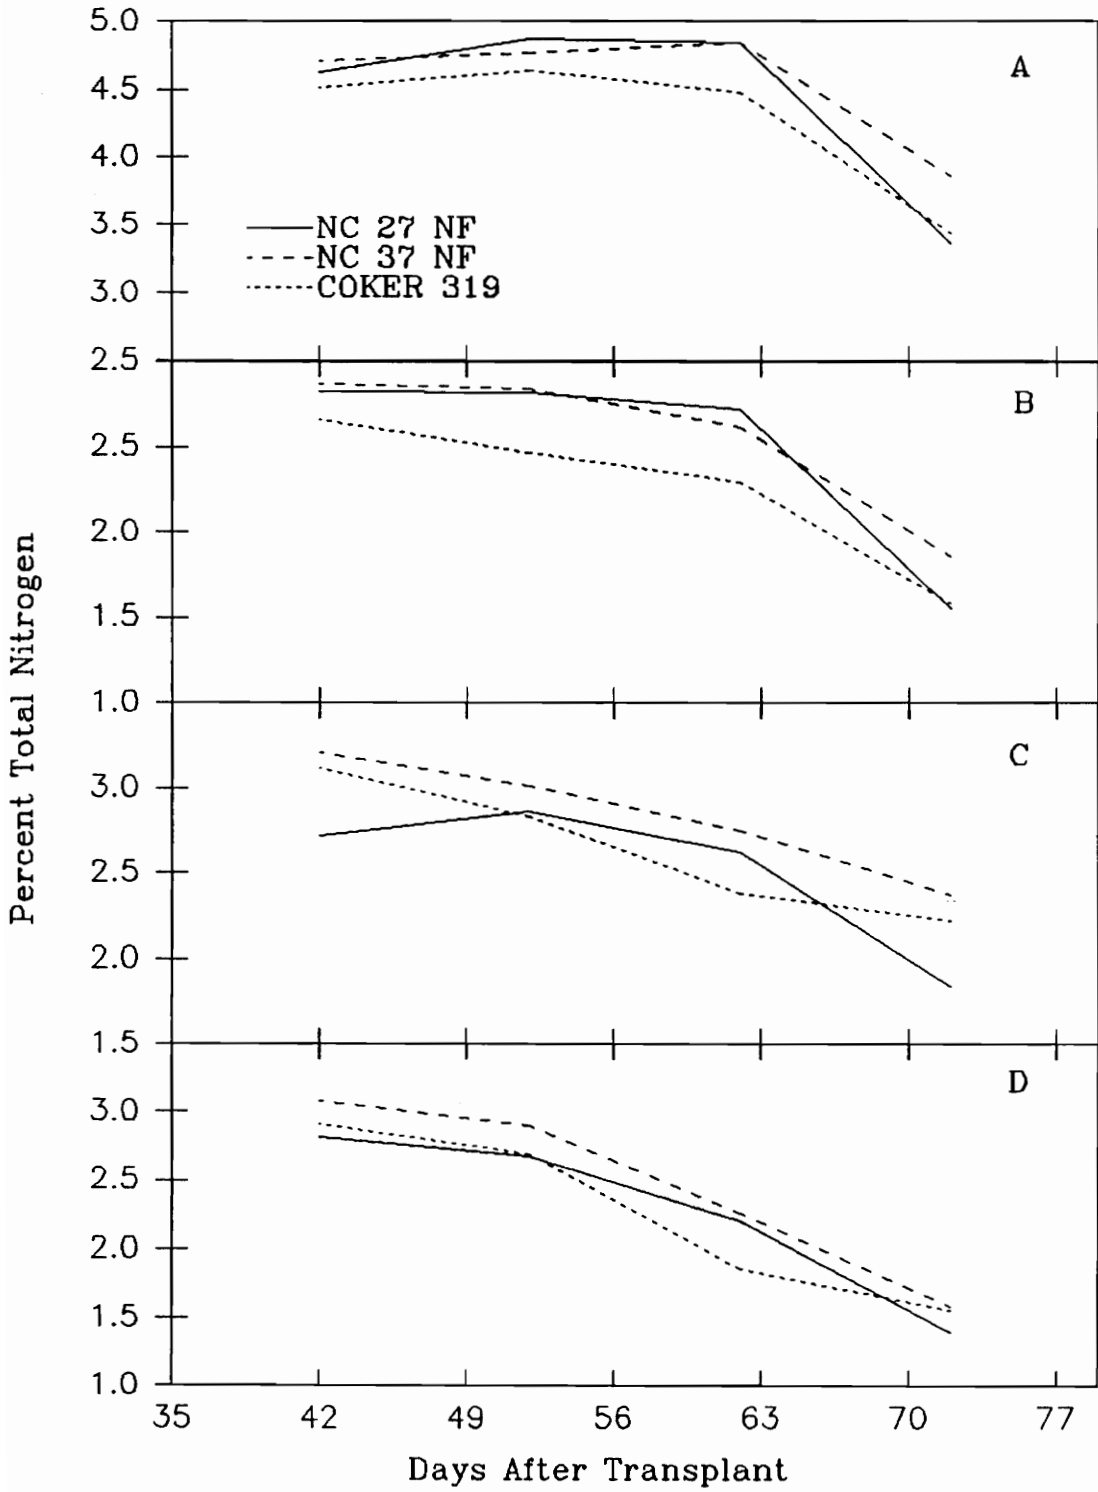 5.0
A
4.5
4.0
3.5
NC 27 NF
NC 37 NF
COKER 319
3.0
2.5
B
2.5
2.0
1.5
1.0
C
3.0
2.5
2.0
1.5
D
3.0
2.5
2.0
1.5
1.0
35 42 49 56 63 70 77
Days After Transplant
Percent Total Nitrogen